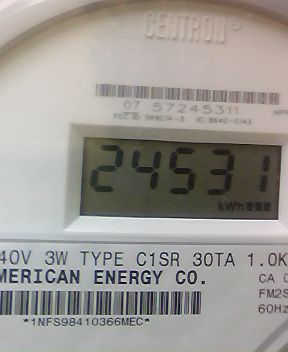 CENTRON®
07 57245311
24531
kWh
40V 3W TYPE C1SR 30TA 1.0K
MERICAN ENERGY CO.
CA
FM2S
60Hz
*1NFS98410366MEC*